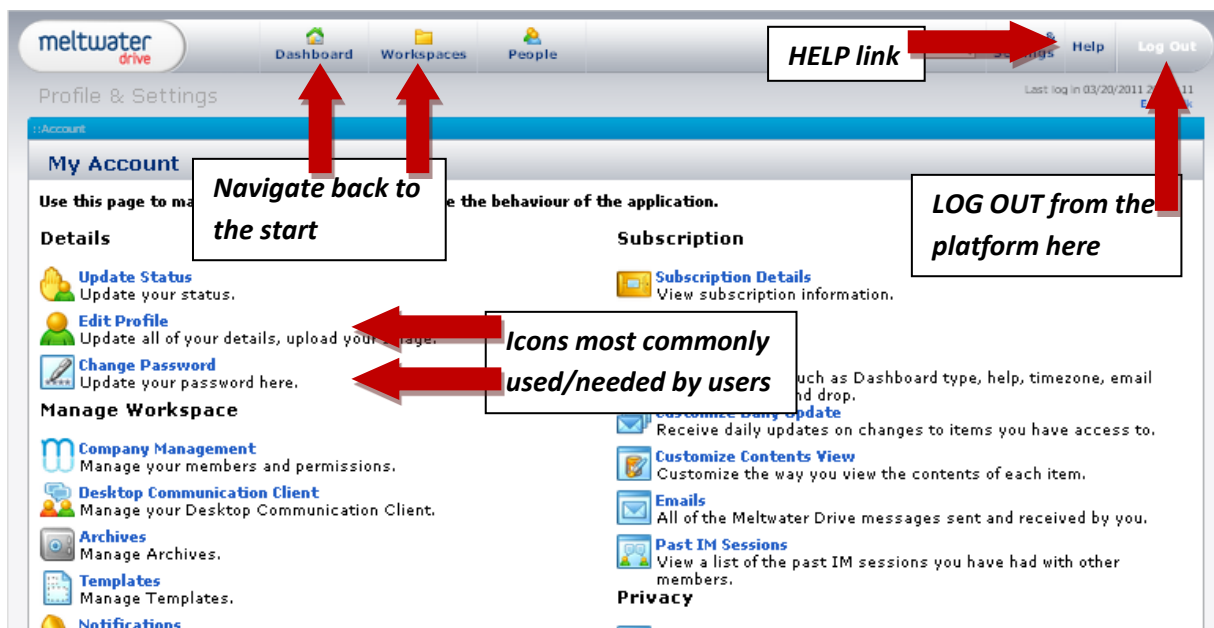 meltwater
drive
Dashboard
Workspaces
People
HELP link
&
Help
Log Out
Profile & Settings
Last log in 03/20/2011
::Account
My Account
Navigate back to
the start
LOG OUT from the
platform here
Use this page to the behaviour of the application.
Details
Update Status
Update your status.
Edit Profile
Update all of your details, upload your
Change Password
Update your password here.
Manage Workspace
Company Management
Manage your members and permissions.
Desktop Communication Client
Manage your Desktop Communication Client.
Archives
Manage Archives.
Templates
Manage Templates.
Notifications
Subscription
Subscription Details
View subscription information.
Icons most commonly
used/needed by users
such as Dashboard type, help, timezone, email
and drop.
Customize Daily Update
Receive daily updates on changes to items you have access to.
Customize Contents View
Customize the way you view the contents of each item.
Emails
All of the Meltwater Drive messages sent and received by you.
Past IM Sessions
View a list of the past IM sessions you have had with other
members.
Privacy